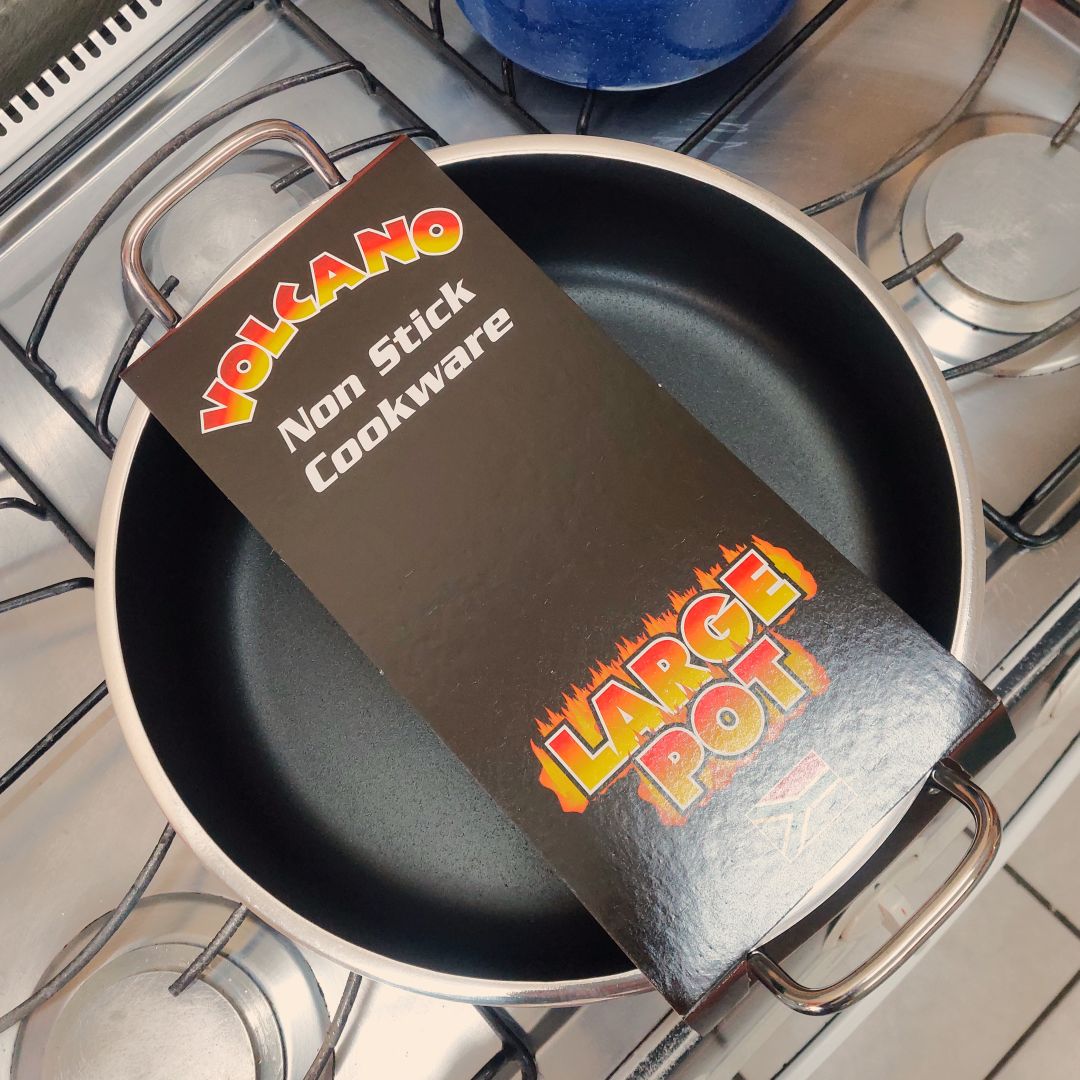 VOLCANO
Non Stick
Cookware
LARGE
POT